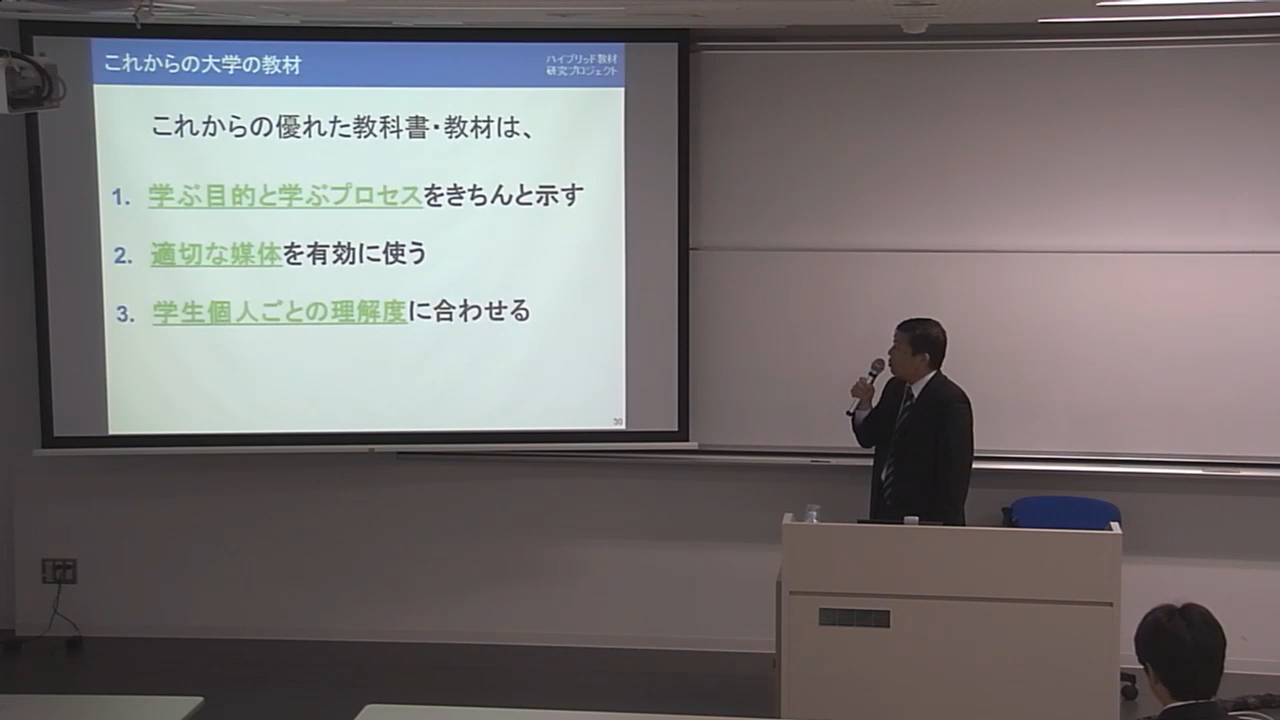 これからの大学の教材
ハイブリッド教材
研究プロジェクト
これからの優れた教科書・教材は、
1. 学ぶ目的と学ぶプロセスをきちんと示す
2. 適切な媒体を有効に使う
3. 学生個人ごとの理解度に合わせる
30